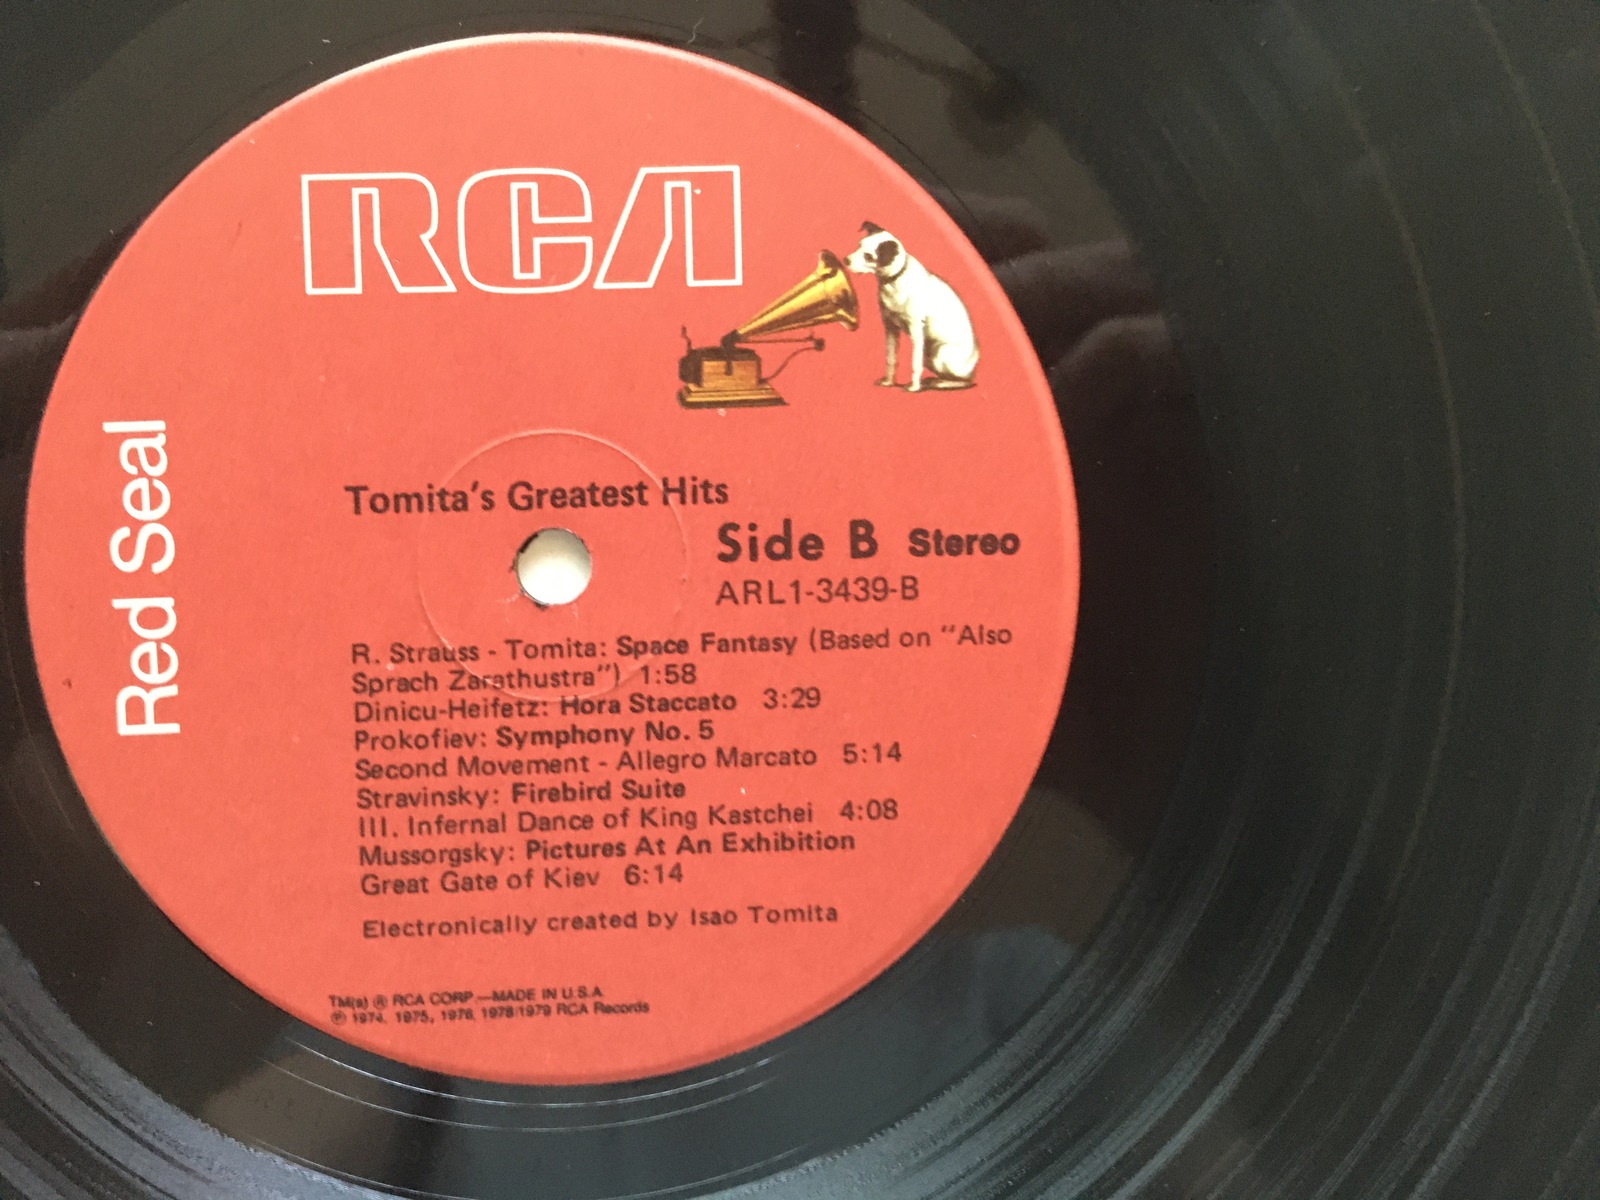 RCA
Red Seal
Tomita's Greatest Hits
Side B Stereo
ARL1-3439-B
R. Strauss - Tomita: Space Fantasy (Based on "Also
Sprach Zarathustra") 1:58
Dinicu-Heifetz: Hora Staccato 3:29
Prokofiev: Symphony No. 5
Second Movement - Allegro Marcato 5:14
Stravinsky: Firebird Suite
III. Infernal Dance of King Kastchei 4:08
Mussorgsky: Pictures At An Exhibition
Great Gate of Kiev 6:14
Electronically created by Isao Tomita
TM(s) ® RCA CORP.—MADE IN U.S.A.
℗ 1974, 1975, 1976, 1978/1979 RCA Records